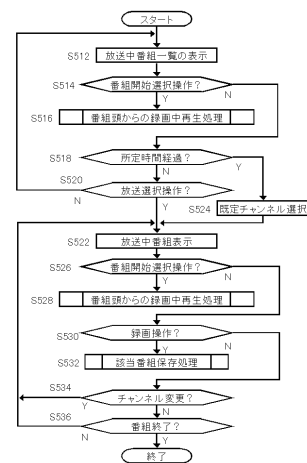 スタート
S512 放送中番組一覧の表示
S514 番組開始選択操作?
Y N
S516 番組頭からの録画中再生処理
S518 所定時間経過?
Y
N
S520 放送選択操作?
N Y
S524 既定チャンネル選択
S522 放送中番組表示
S526 番組開始選択操作?
Y N
S528 番組頭からの録画中再生処理
S530 録画操作?
Y N
S532 該当番組保存処理
S534 チャンネル変更?
Y N
S536 番組終了?
N Y
終了